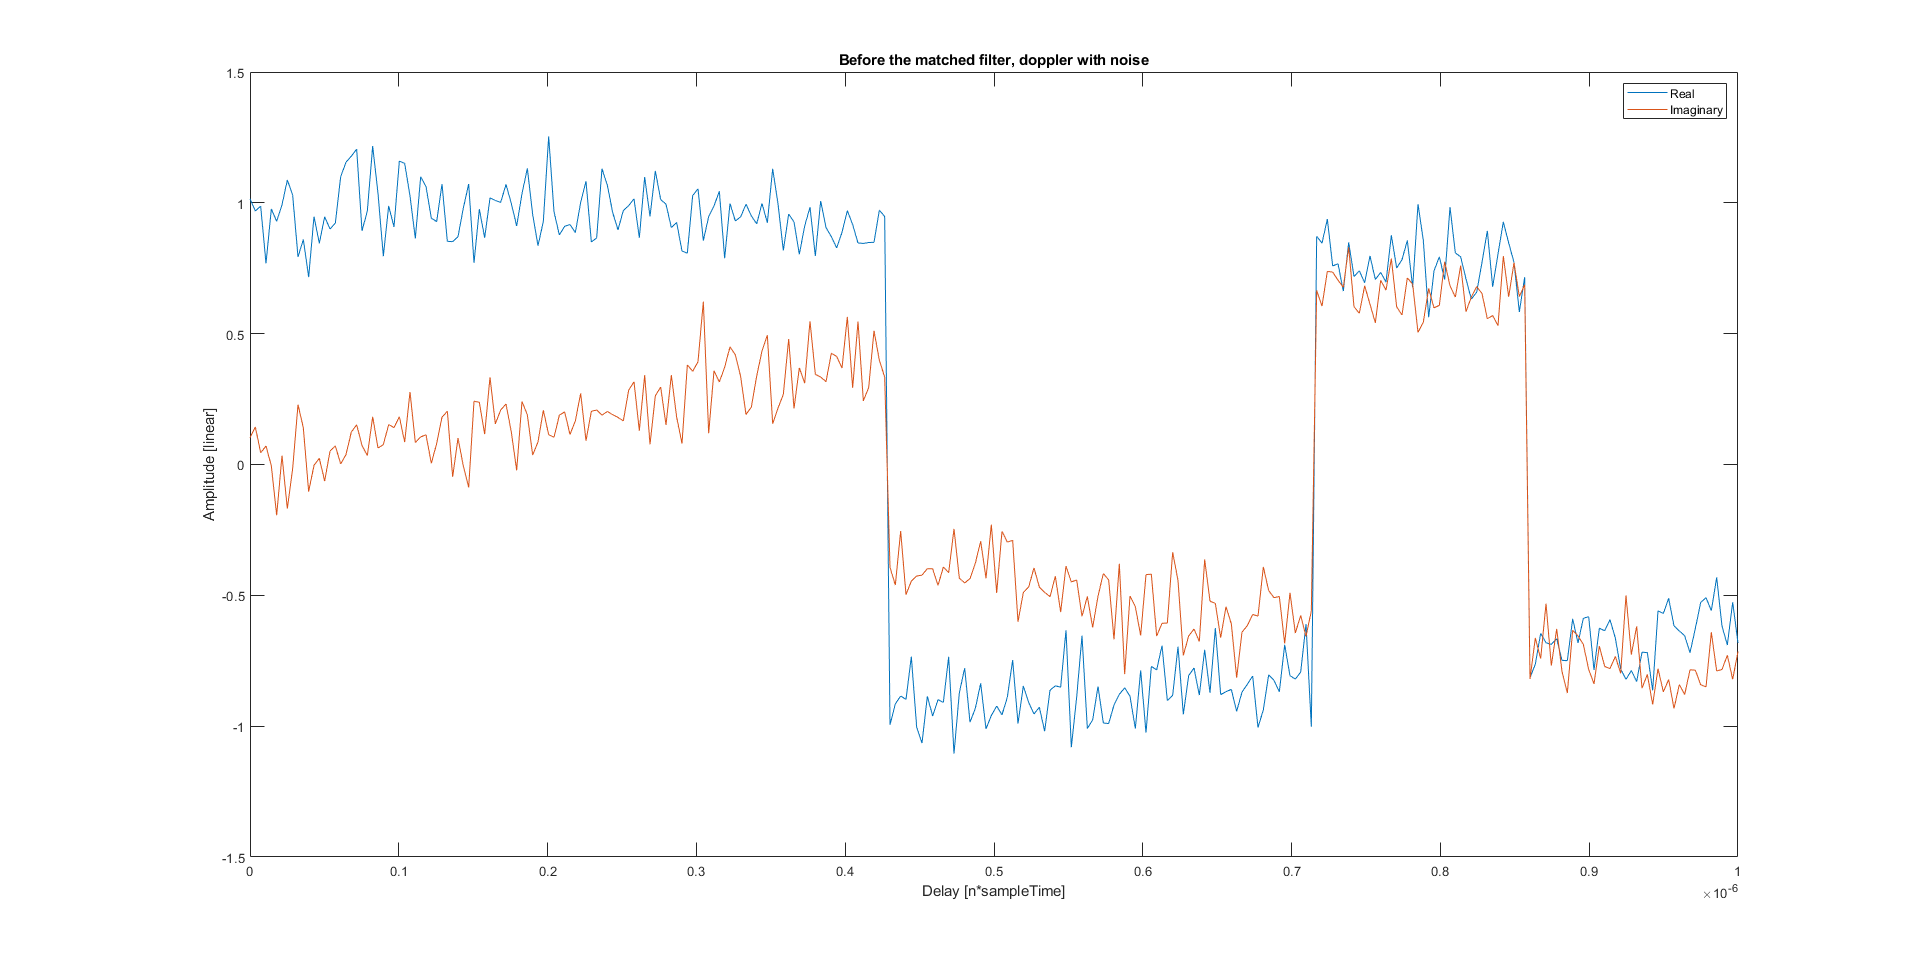 Before the matched filter, doppler with noise
1.5
1
0.5
0
-0.5
-1
-1.5
Amplitude [linear]
Real
Imaginary
0 0.1 0.2 0.3 0.4 0.5 0.6 0.7 0.8 0.9 1
Delay [n*sampleTime]
×10-6